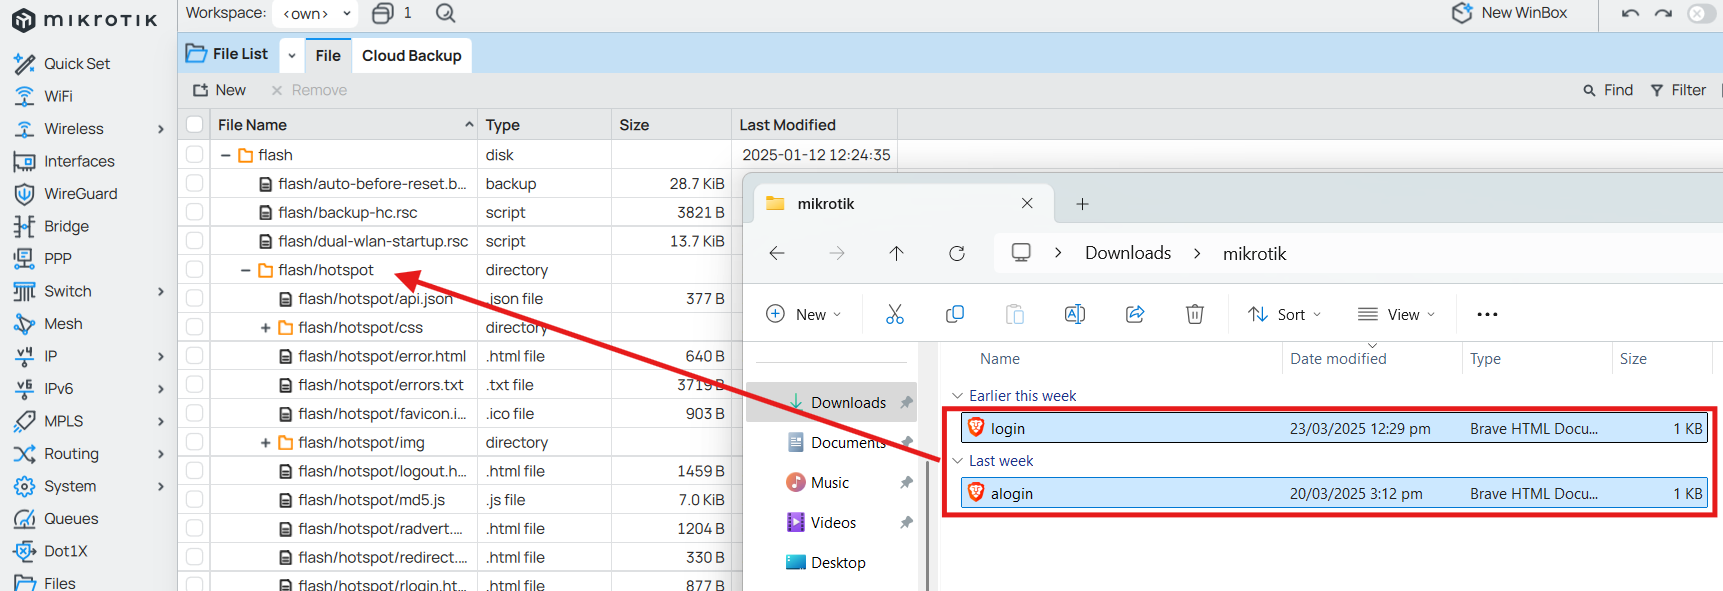 mikrotik
Workspace: <own> 1
New WinBox
Quick Set
WiFi
Wireless
Interfaces
WireGuard
Bridge
PPP
Switch
Mesh
IP
IPv6
MPLS
Routing
System
Queues
Dot1X
Files
File List File Cloud Backup
New Remove
Find Filter
File Name Type Size Last Modified
flash disk 2025-01-12 12:24:35
flash/auto-before-reset.b... backup 28.7 KiB
flash/backup-hc.rsc script 3821 B
flash/dual-wlan-startup.rsc script 13.7 KiB
flash/hotspot directory
flash/hotspot/api.json .json file 377 B
flash/hotspot/css directory
flash/hotspot/error.html .html file 640 B
flash/hotspot/errors.txt .txt file 3719 B
flash/hotspot/favicon.i... .ico file 903 B
flash/hotspot/img directory
flash/hotspot/logout.h... .html file 1459 B
flash/hotspot/md5.js .js file 7.0 KiB
flash/hotspot/radvert.... .html file 1204 B
flash/hotspot/redirect.... .html file 330 B
flash/hotspot/rlogin.ht... .html file 877 B
mikrotik
Downloads mikrotik
New Sort View
Downloads
Documents
Music
Videos
Desktop
Name Date modified Type Size
Earlier this week
login 23/03/2025 12:29 pm Brave HTML Docu... 1 KB
Last week
alogin 20/03/2025 3:12 pm Brave HTML Docu... 1 KB